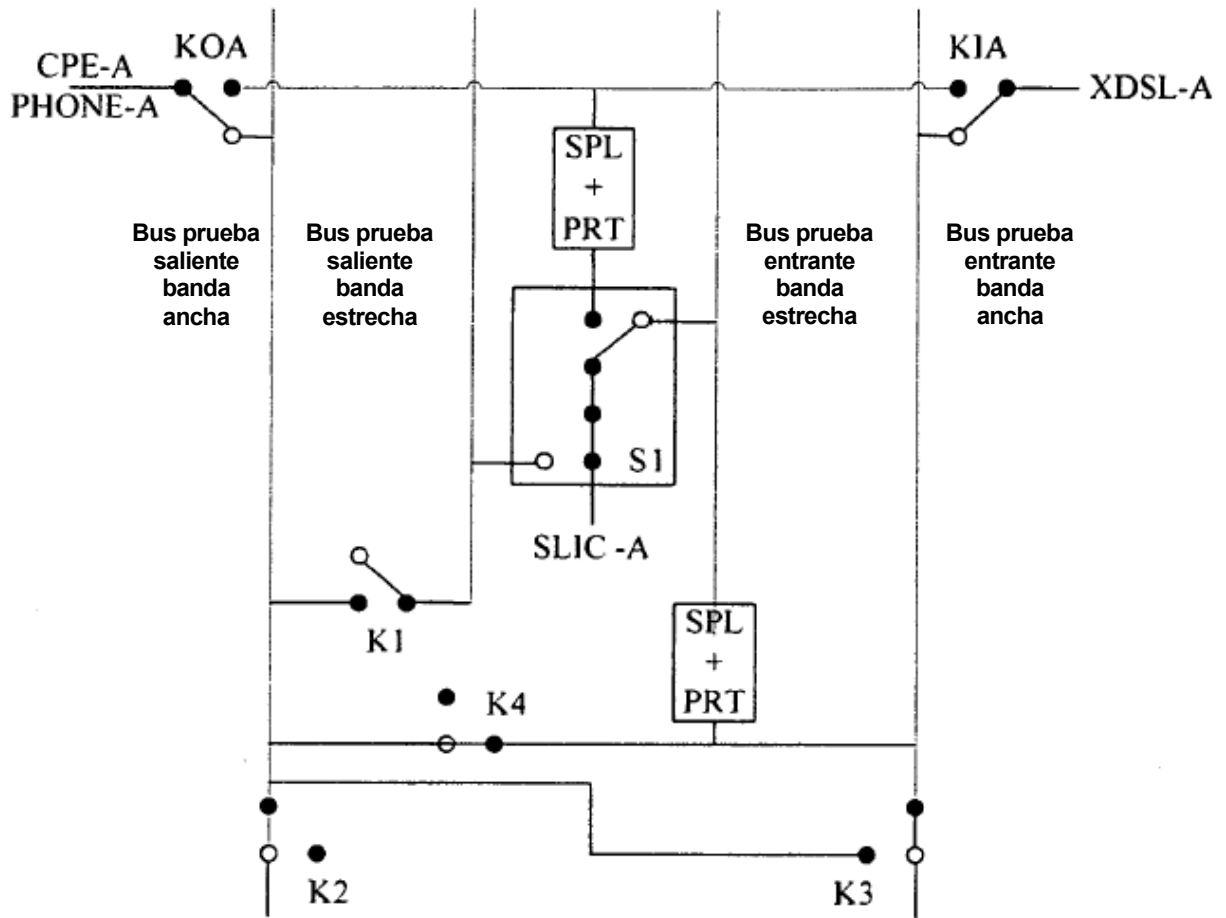 KOA
KIA
CPE-A
PHONE-A
XDSL-A
SPL
+
PRT
Bus prueba
saliente
banda
ancha
Bus prueba
saliente
banda
estrecha
Bus prueba
entrante
banda
estrecha
Bus prueba
entrante
banda
ancha
S1
SLIC -A
K1
SPL
+
PRT
K4
K2
K3